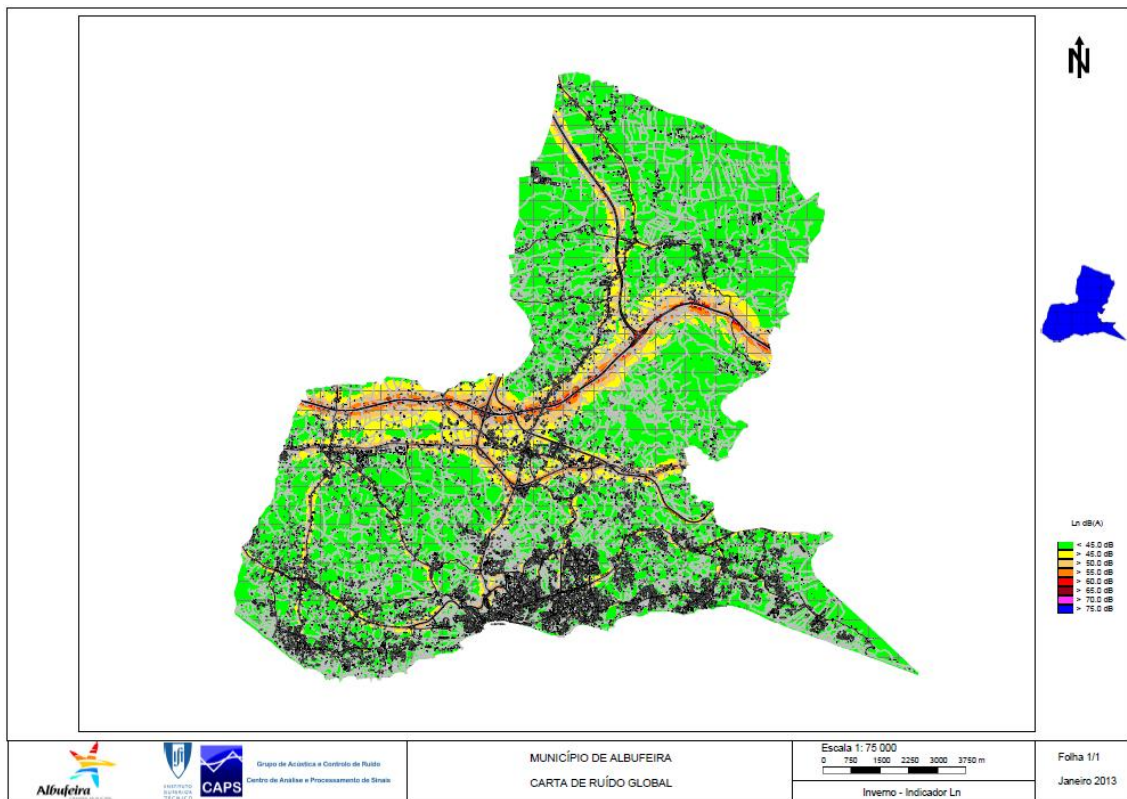 N
Ln dB(A)
< 45.0 dB
> 45.0 dB
> 50.0 dB
> 55.0 dB
> 60.0 dB
> 65.0 dB
> 70.0 dB
> 75.0 dB
Albufeira
INSTITUTO
SUPERIOR
TÉCNICO
CAPS
Grupo de Acústica e Controlo de Ruído
Centro de Análise e Processamento de Sinais
MUNICÍPIO DE ALBUFEIRA
CARTA DE RUÍDO GLOBAL
Escala 1: 75 000
0 750 1500 2250 3000 3750 m
Inverno - Indicador Ln
Folha 1/1
Janeiro 2013